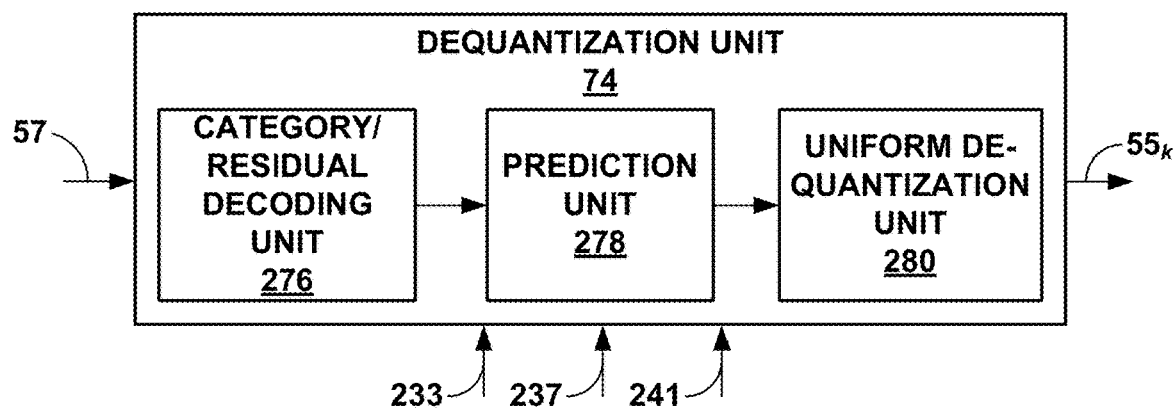 DEQUANTIZATION UNIT
74
57
CATEGORY/
RESIDUAL
DECODING
UNIT
276
PREDICTION
UNIT
278
UNIFORM DE-
QUANTIZATION
UNIT
280
55k
233
237
241